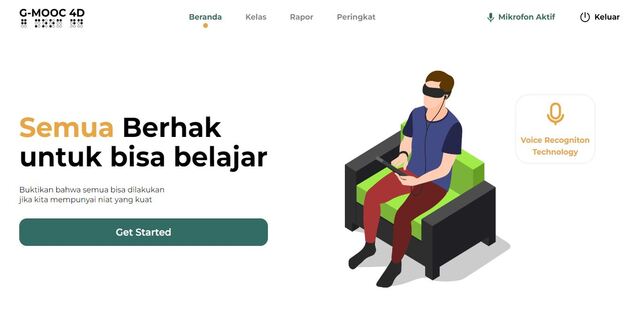 G-MOOC 4D
Beranda
Kelas
Rapor
Peringkat
Mikrofon Aktif
Keluar
Semua Berhak
untuk bisa belajar
Buktikan bahwa semua bisa dilakukan
jika kita mempunyai niat yang kuat
Get Started
Voice Recogniton
Technology